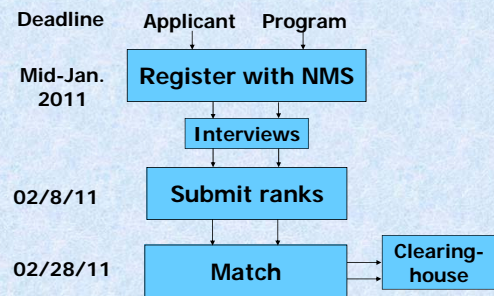 Deadline Applicant Program
Mid-Jan.
2011
Register with NMS
Interviews
02/8/11 Submit ranks
02/28/11 Match
Clearing-
house